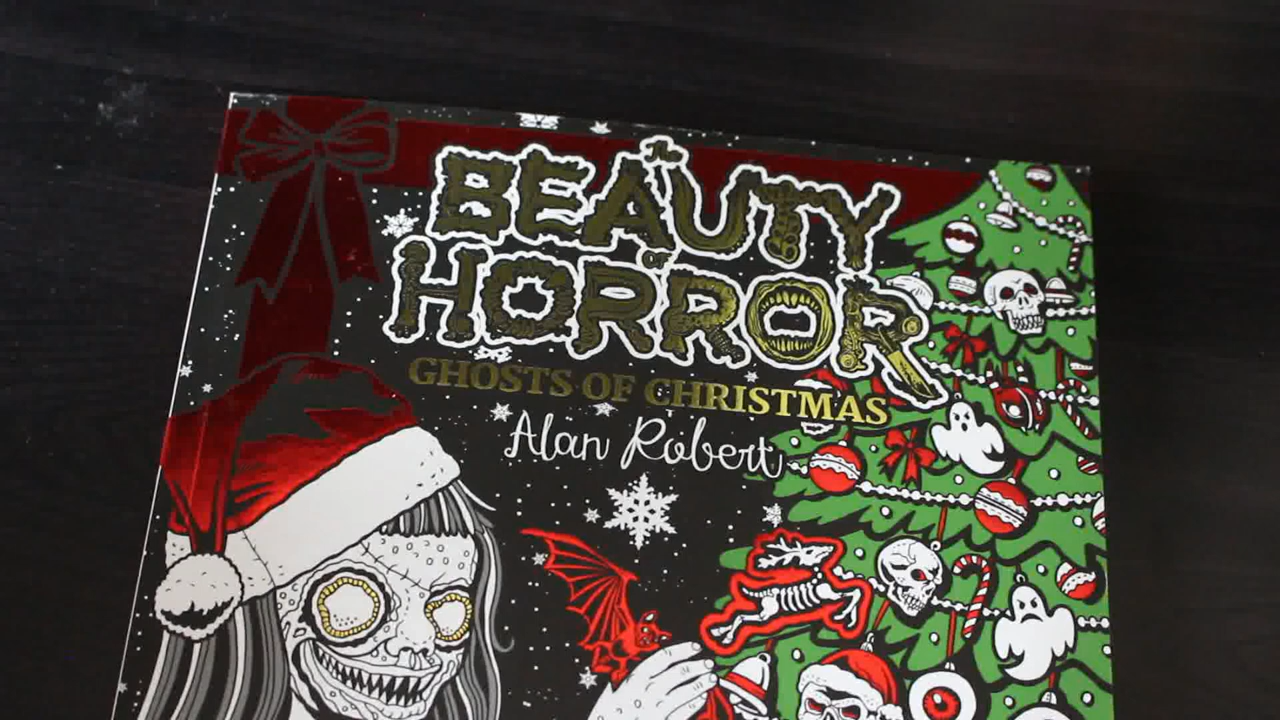 The
BEAUTY
OF
HORROR
GHOSTS OF CHRISTMAS
Alan Robert